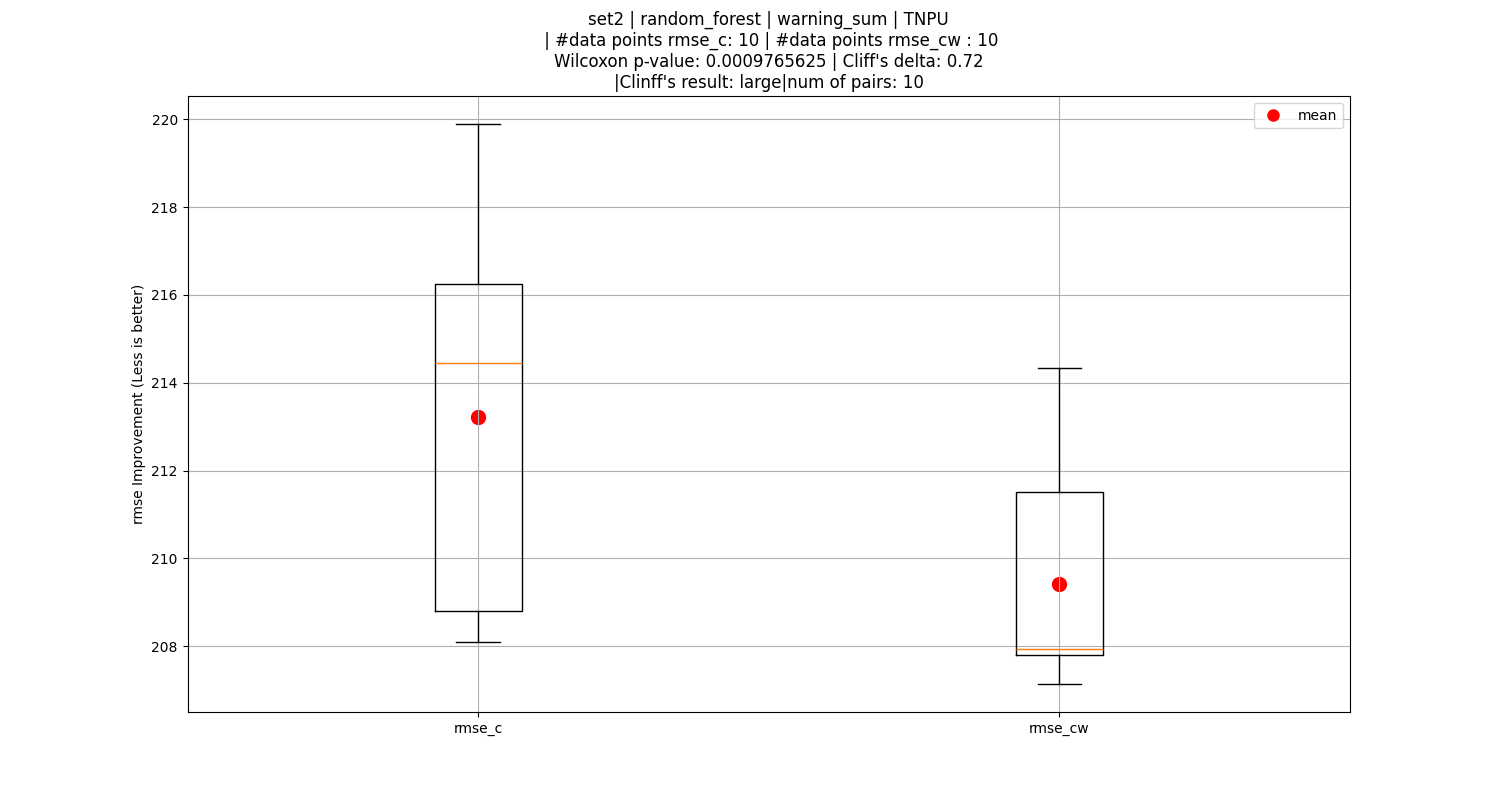 set2 | random_forest | warning_sum | TNPU
| #data points rmse_c: 10 | #data points rmse_cw : 10
Wilcoxon p-value: 0.0009765625 | Cliff's delta: 0.72
|Clinff's result: large|num of pairs: 10
mean
220
218
216
214
212
210
208
rmse Improvement (Less is better)
rmse_c
rmse_cw